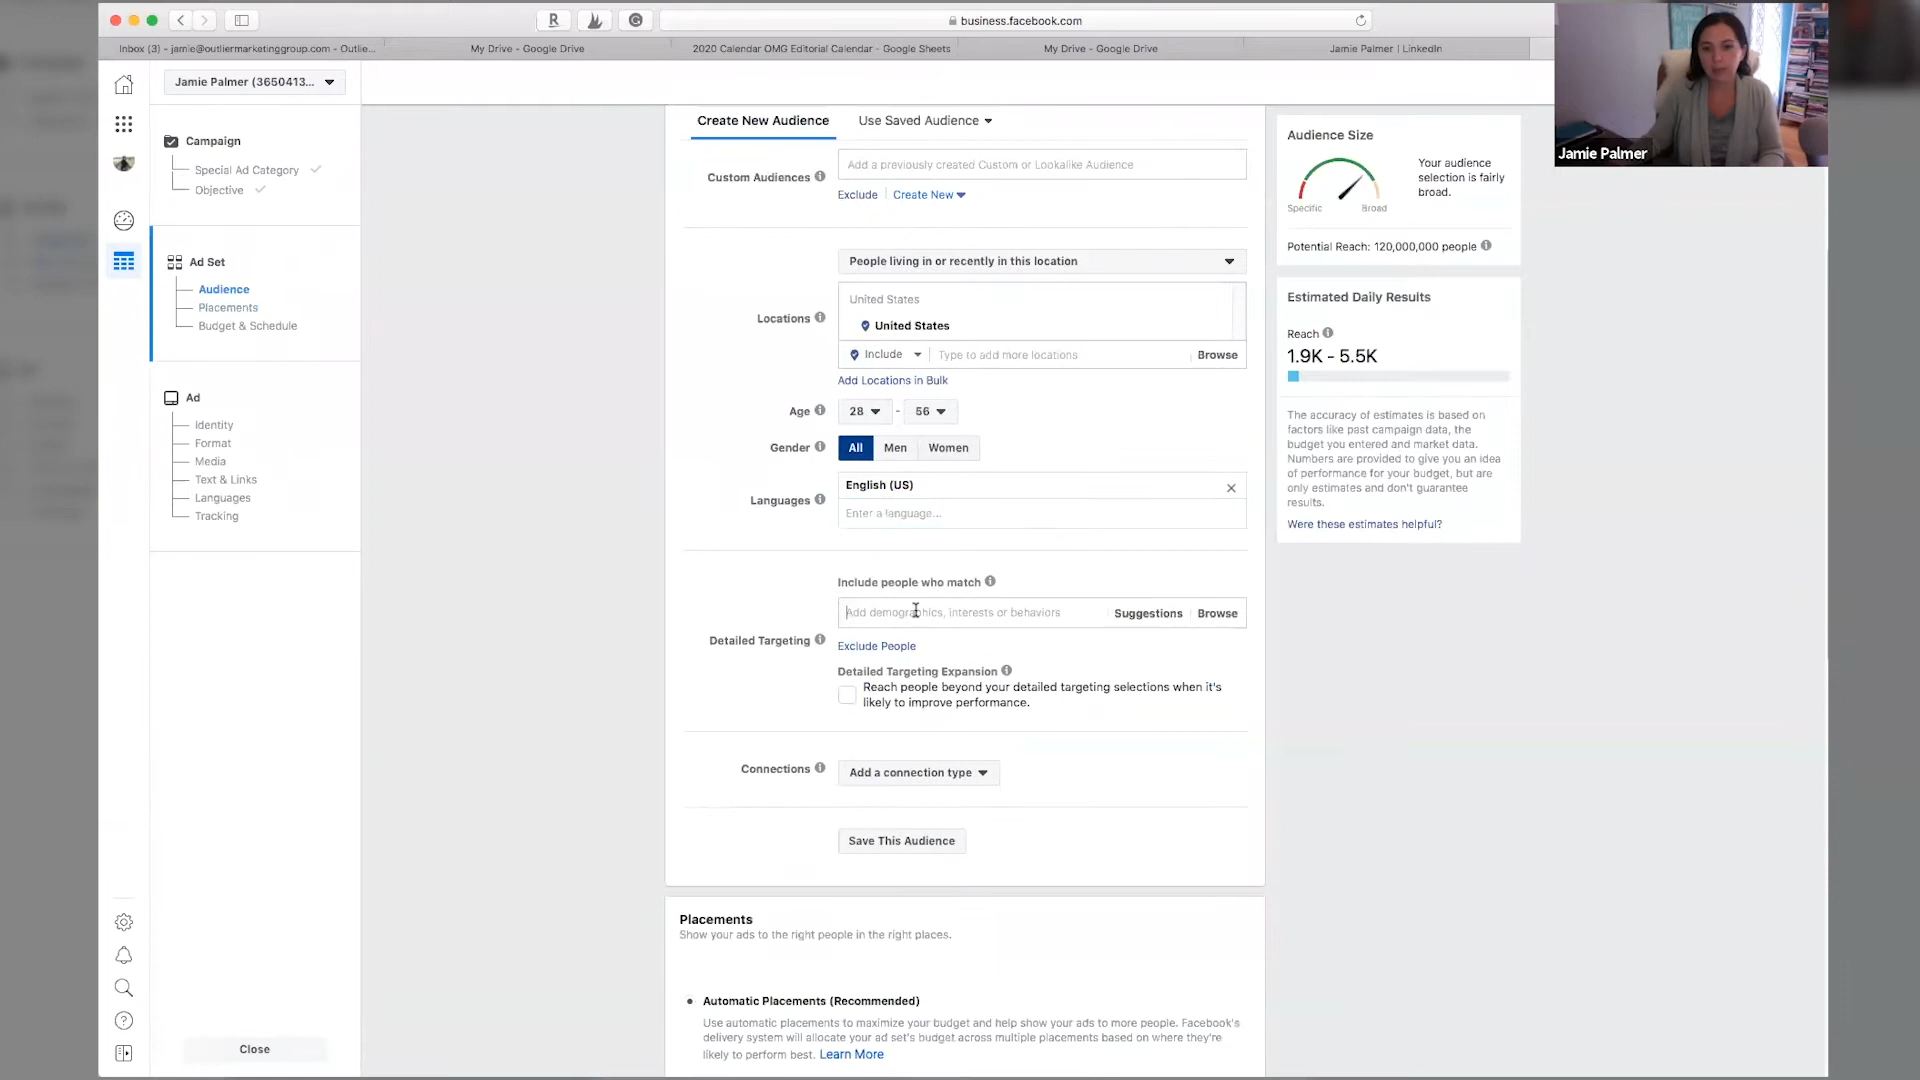 business.facebook.com
Inbox (3) - jamie@outliermarketinggroup.com - Outlie...
My Drive - Google Drive
2020 Calendar OMG Editorial Calendar - Google Sheets
My Drive - Google Drive
Jamie Palmer | LinkedIn
Jamie Palmer
Jamie Palmer (3650413...
Campaign
Special Ad Category
Objective
Ad Set
Audience
Placements
Budget & Schedule
Ad
Identity
Format
Media
Text & Links
Languages
Tracking
Close
Create New Audience
Use Saved Audience
Custom Audiences
Add a previously created Custom or Lookalike Audience
Exclude
Create New
People living in or recently in this location
Locations
United States
United States
Include
Type to add more locations
Browse
Add Locations in Bulk
Age
28 - 56
Gender
All
Men
Women
Languages
English (US)
Enter a language...
Include people who match
Add demographics, interests or behaviors
Suggestions
Browse
Detailed Targeting
Exclude People
Detailed Targeting Expansion
Reach people beyond your detailed targeting selections when it's
likely to improve performance.
Connections
Add a connection type
Save This Audience
Placements
Show your ads to the right people in the right places.
Automatic Placements (Recommended)
Use automatic placements to maximize your budget and help show your ads to more people. Facebook's
delivery system will allocate your ad set's budget across multiple placements based on where they're
likely to perform best. Learn More
Audience Size
Specific
Broad
Your audience
selection is fairly
broad.
Potential Reach: 120,000,000 people
Estimated Daily Results
Reach
1.9K - 5.5K
The accuracy of estimates is based on
factors like past campaign data, the
budget you entered and market data.
Numbers are provided to give you an idea
of performance for your budget, but are
only estimates and don't guarantee
results.
Were these estimates helpful?